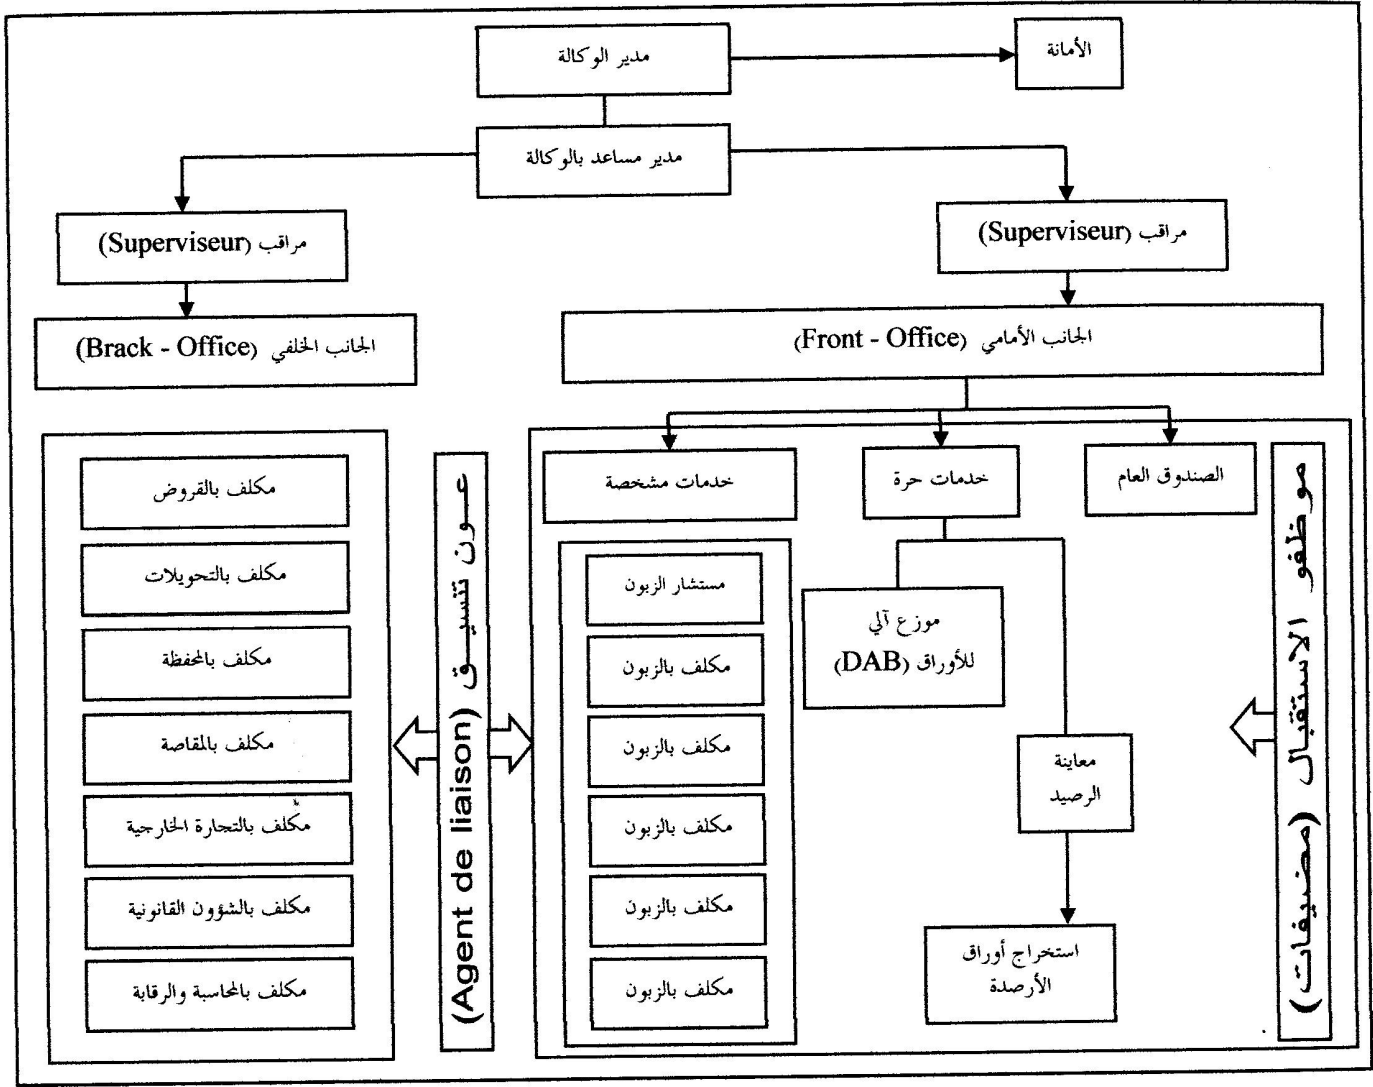 مدير الوكالة
الأمانة
مدير مساعد بالوكالة
مراقب (Superviseur)
مراقب (Superviseur)
الجانب الأمامي (Front - Office)
الجانب الخلفي (Brack - Office)
الصندوق العام
خدمات حرة
خدمات مشخصة
موظفو الاستقبال (مضيفات)
موزع آلي
للأوراق (DAB)
معاينة
الرصيد
استخراج أوراق
الأرصدة
مستشار الزبون
مكلف بالزبون
مكلف بالزبون
مكلف بالزبون
مكلف بالزبون
مكلف بالزبون
عـون تنسيـق (Agent de liaison)
مكلف بالقروض
مكلف بالتحويلات
مكلف بالمحفظة
مكلف بالمقاصة
مكلف بالتجارة الخارجية
مكلف بالشؤون القانونية
مكلف بالمحاسبة والرقابة